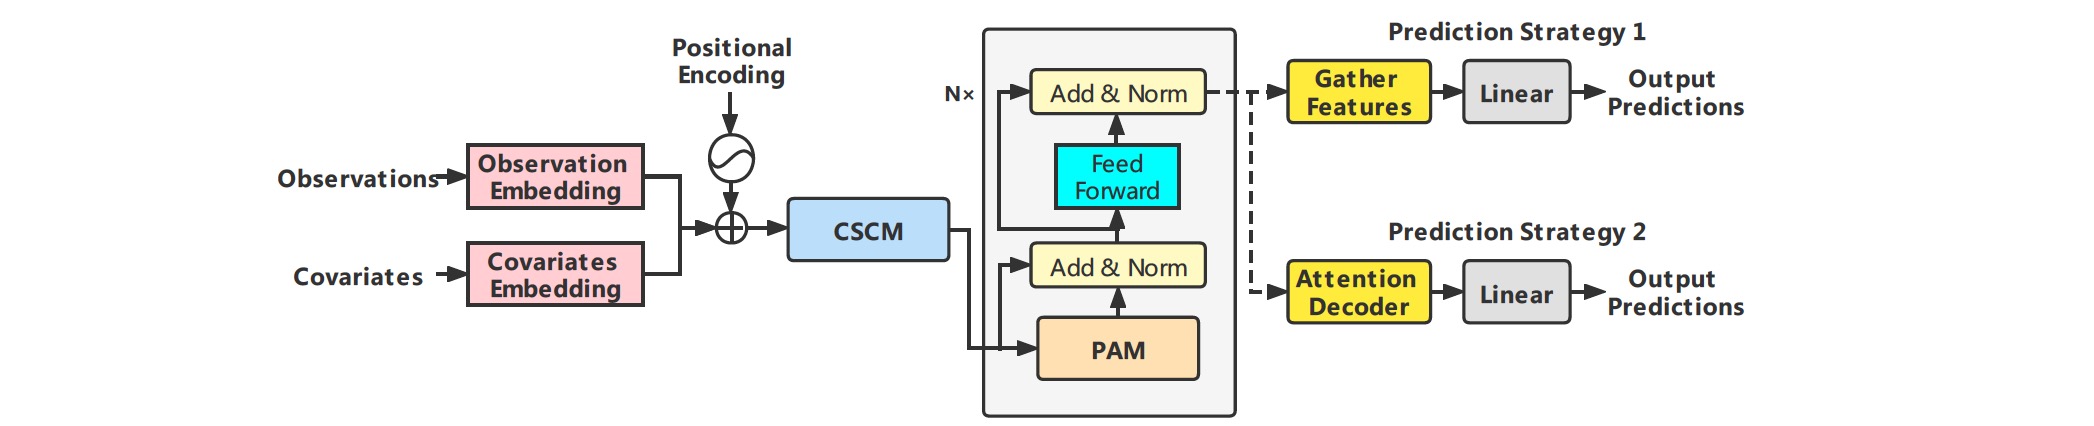 Observations
Covariates
Observation
Embedding
Covariates
Embedding
Positional
Encoding
CSCM
N×
Add & Norm
Feed
Forward
Add & Norm
PAM
Prediction Strategy 1
Gather
Features
Linear
Output
Predictions
Prediction Strategy 2
Attention
Decoder
Linear
Output
Predictions